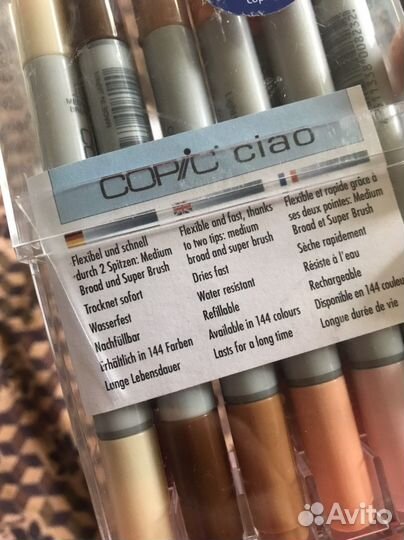 COPIC ciao
Flexibel und schnell
durch 2 Spitzen: Medium
Broad und Super Brush
Trocknet sofort
Wasserfest
Nachfüllbar
Erhältlich in 144 Farben
Lunge Lebensdauer
Flexible and fast, thanks
to two tips: medium
broad and super brush
Dries fast
Water resistant
Refillable
Available in 144 colours
Lasts for a long time
Flexible et rapide grâce à
ses deux pointes: Medium
Broad et Super Brush
Sèche rapidement
Résiste à l'eau
Rechargeable
Disponible en 144 couleu
Longue durée de vie
Avito